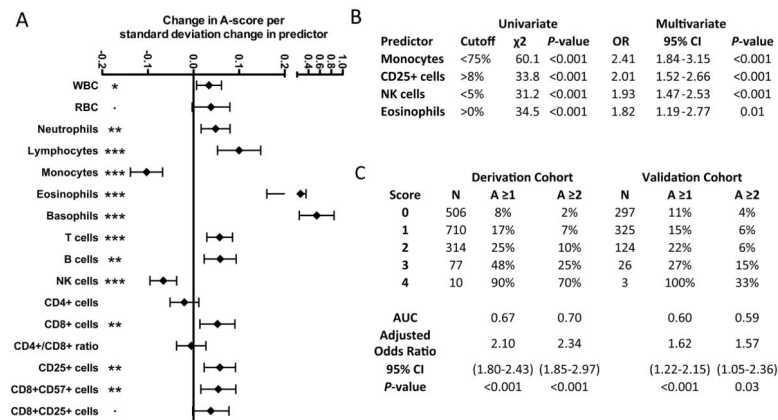 A
Change in A-score per
standard deviation change in predictor
-0.2 -0.1 0.0 0.1 0.2 0.4 0.6 0.8 1.0
WBC *
RBC .
Neutrophils **
Lymphocytes ***
Monocytes ***
Eosinophils ***
Basophils ***
T cells ***
B cells **
NK cells ***
CD4+ cells
CD8+ cells **
CD4+/CD8+ ratio
CD25+ cells **
CD8+CD57+ cells **
CD8+CD25+ cells .
B
Univariate Multivariate
Predictor Cutoff χ2 P-value OR 95% CI P-value
Monocytes <75% 60.1 <0.001 2.41 1.84-3.15 <0.001
CD25+ cells >8% 33.8 <0.001 2.01 1.52-2.66 <0.001
NK cells <5% 31.2 <0.001 1.93 1.47-2.53 <0.001
Eosinophils >0% 34.5 <0.001 1.82 1.19-2.77 0.01
C
Derivation Cohort Validation Cohort
Score N A ≥1 A ≥2 N A ≥1 A ≥2
0 506 8% 2% 297 11% 4%
1 710 17% 7% 325 15% 6%
2 314 25% 10% 124 22% 6%
3 77 48% 25% 26 27% 15%
4 10 90% 70% 3 100% 33%
AUC 0.67 0.70 0.60 0.59
Adjusted
Odds Ratio 2.10 2.34 1.62 1.57
95% CI (1.80-2.43) (1.85-2.97) (1.22-2.15) (1.05-2.36)
P-value <0.001 <0.001 <0.001 0.03